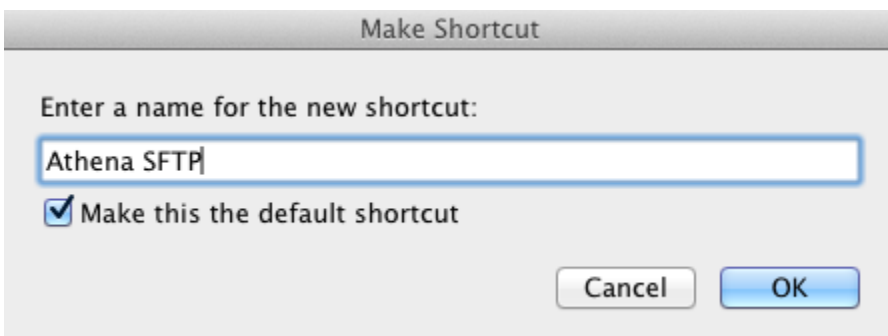 Make Shortcut
Enter a name for the new shortcut:
Athena SFTP
Make this the default shortcut
Cancel OK